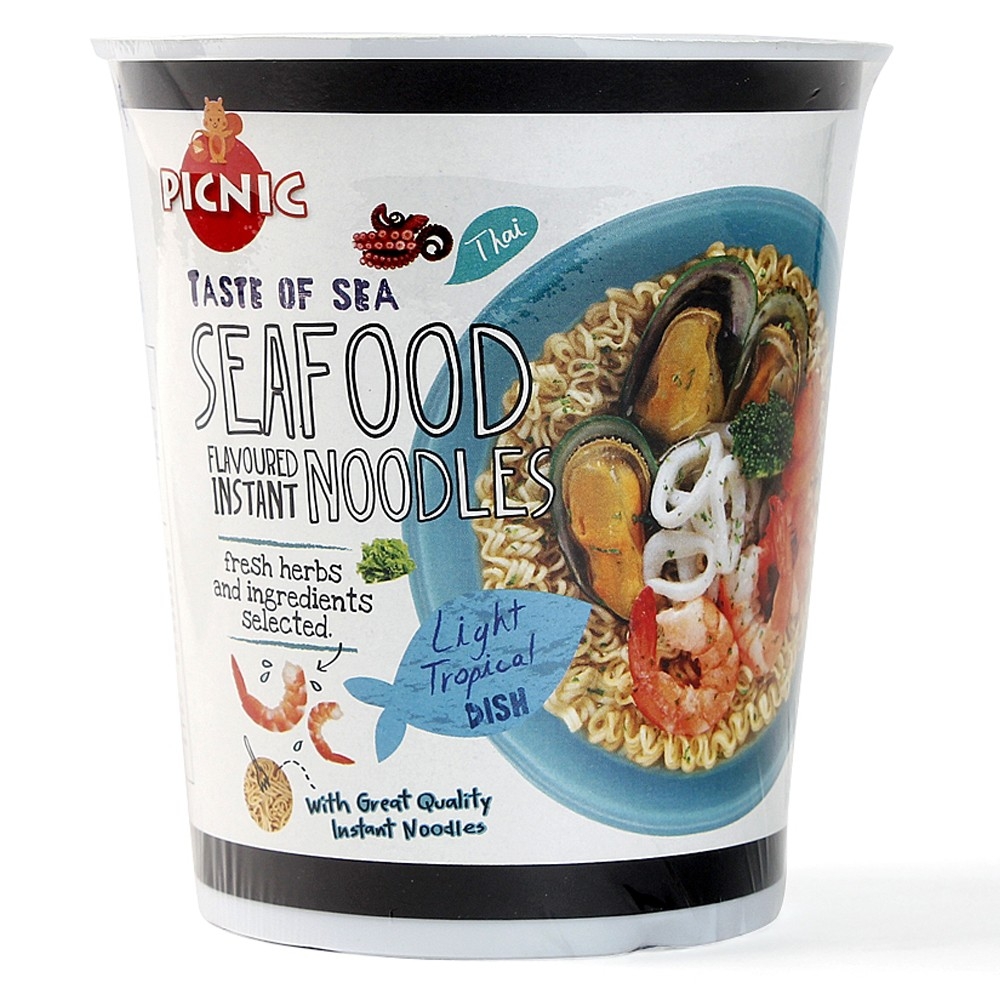 PICNIC
Thai
TASTE OF SEA
SEAFOOD
FLAVOURED
INSTANT NOODLES
fresh herbs
and ingredients
selected.
Light
Tropical
DISH
With Great Quality
Instant Noodles